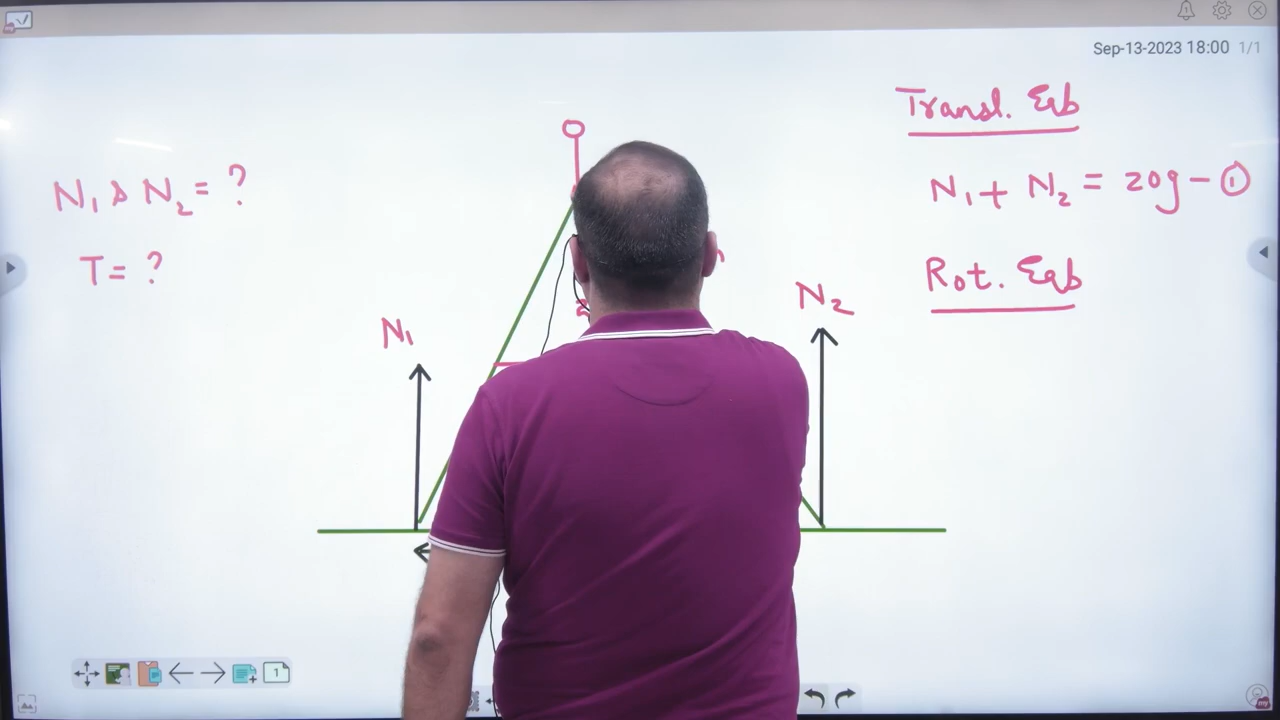 Sep-13-2023 18:00 1/1
Transl. Eqb
N₁ & N₂ = ?
N₁ + N₂ = 20g - ①
T = ?
Rot. Eqb
N₁
N₂
1